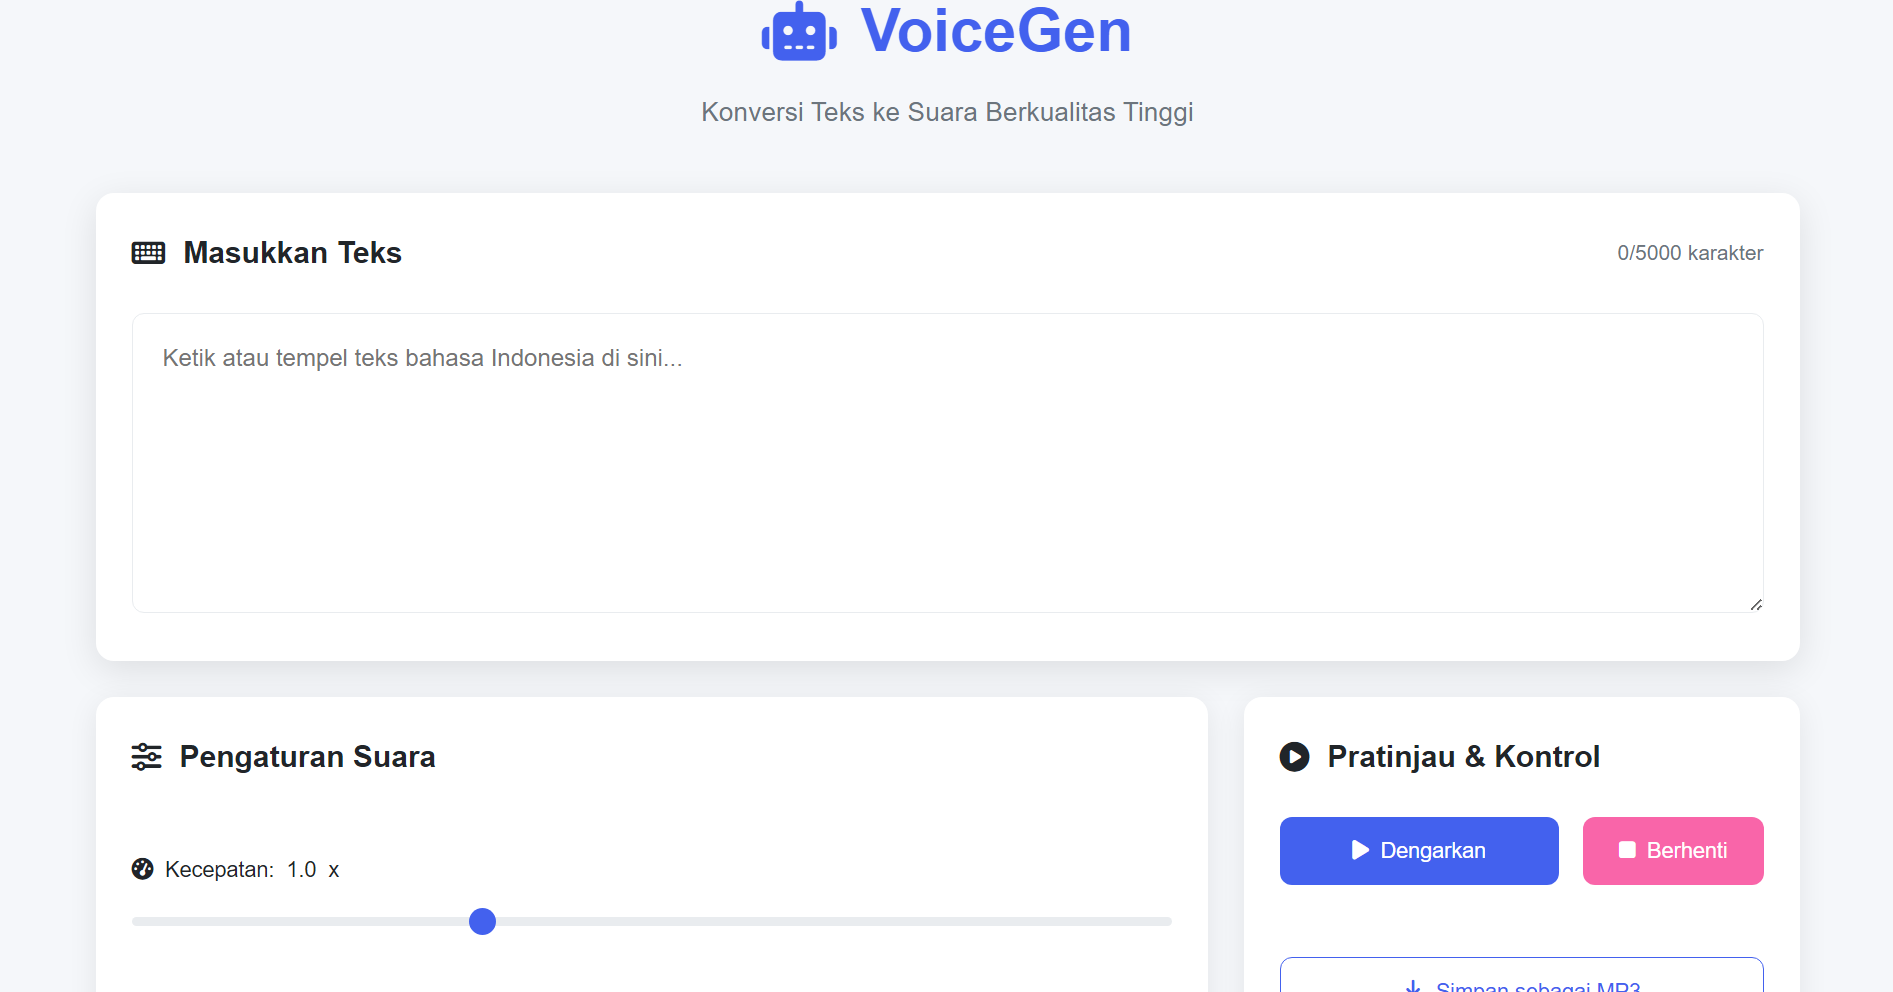 VoiceGen
Konversi Teks ke Suara Berkualitas Tinggi
Masukkan Teks
0/5000 karakter
Ketik atau tempel teks bahasa Indonesia di sini...
Pengaturan Suara
Kecepatan: 1.0 x
Pratinjau & Kontrol
Dengarkan
Berhenti
Simpan sebagai MP3